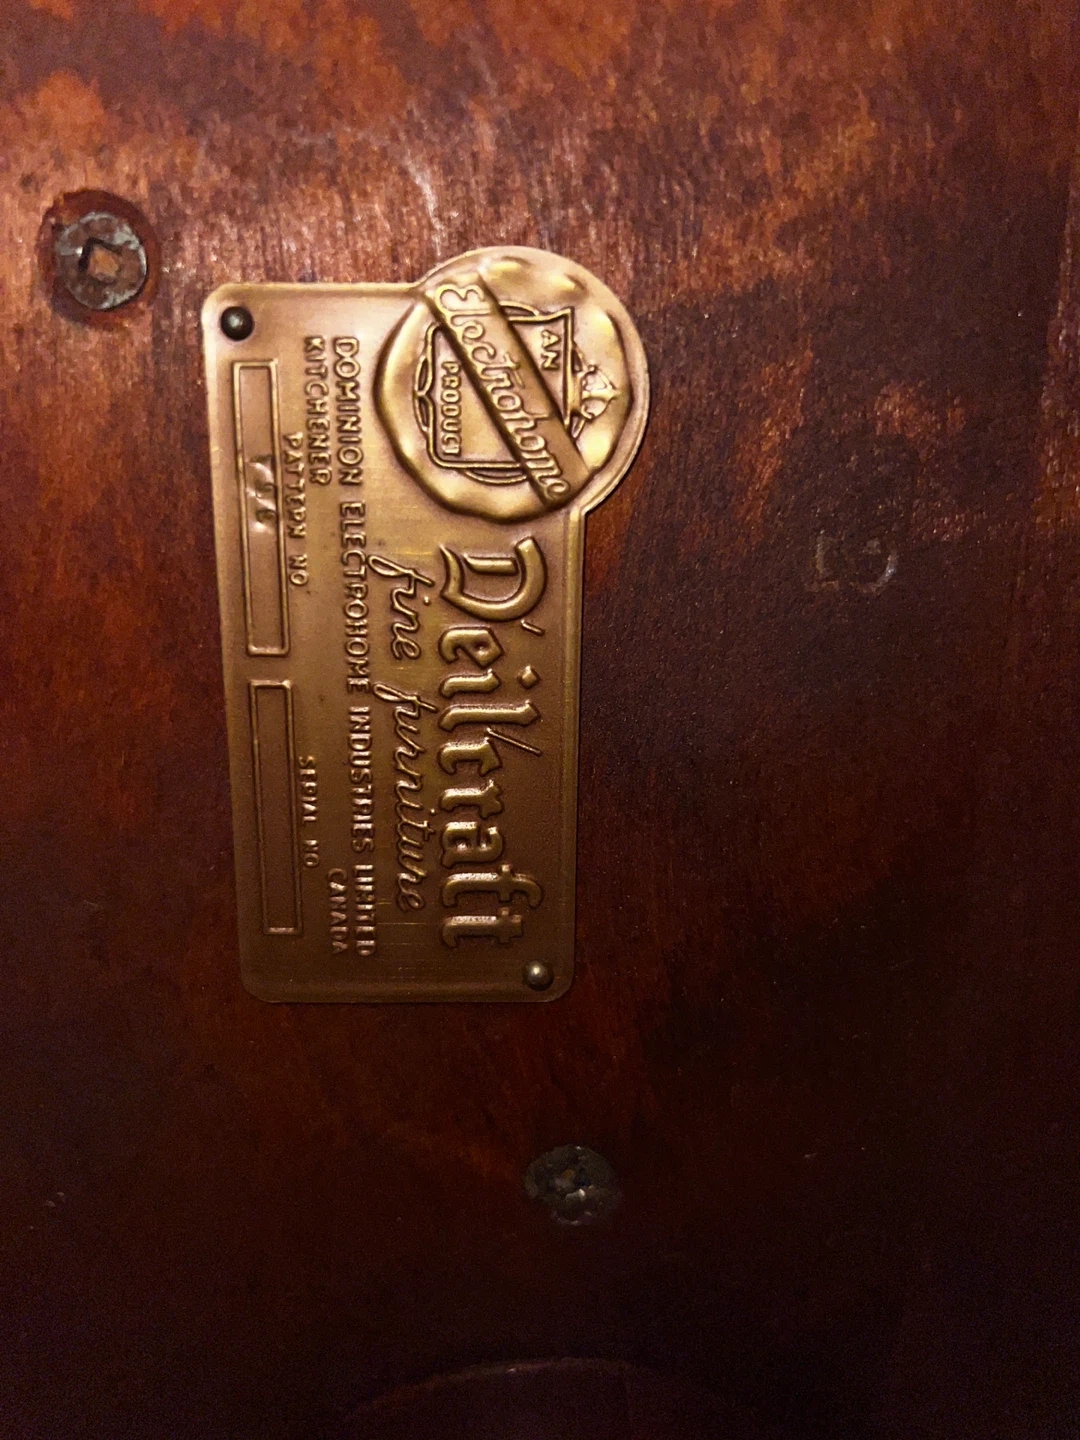 AN
Electrohome
PRODUCT
Deilcraft
fine furniture
DOMINION ELECTROHOME INDUSTRIES LIMITED
KITCHENER CANADA
PATTERN NO SERIAL NO